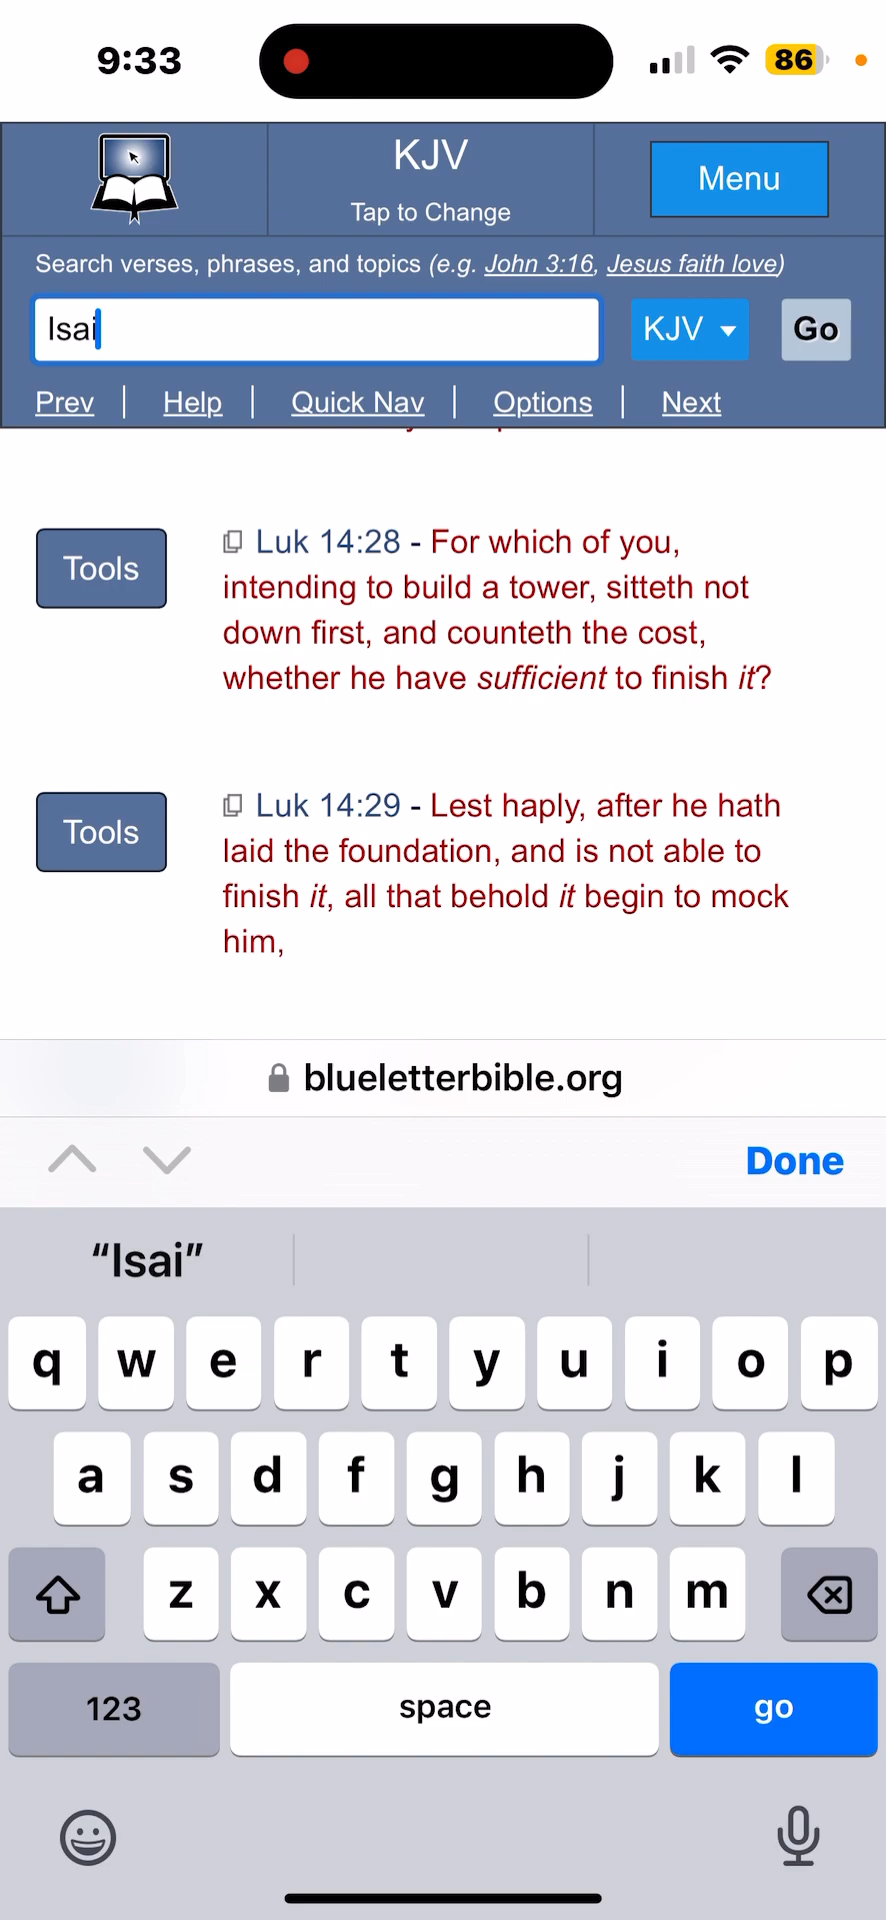 9:33
86
KJV
Tap to Change
Menu
Search verses, phrases, and topics (e.g. John 3:16, Jesus faith love)
Isai
KJV
Go
Prev | Help | Quick Nav | Options | Next
Tools
Luk 14:28 - For which of you,
intending to build a tower, sitteth not
down first, and counteth the cost,
whether he have sufficient to finish it?
Tools
Luk 14:29 - Lest haply, after he hath
laid the foundation, and is not able to
finish it, all that behold it begin to mock
him,
blueletterbible.org
Done
“Isai”
q w e r t y u i o p
a s d f g h j k l
z x c v b n m
123 space go